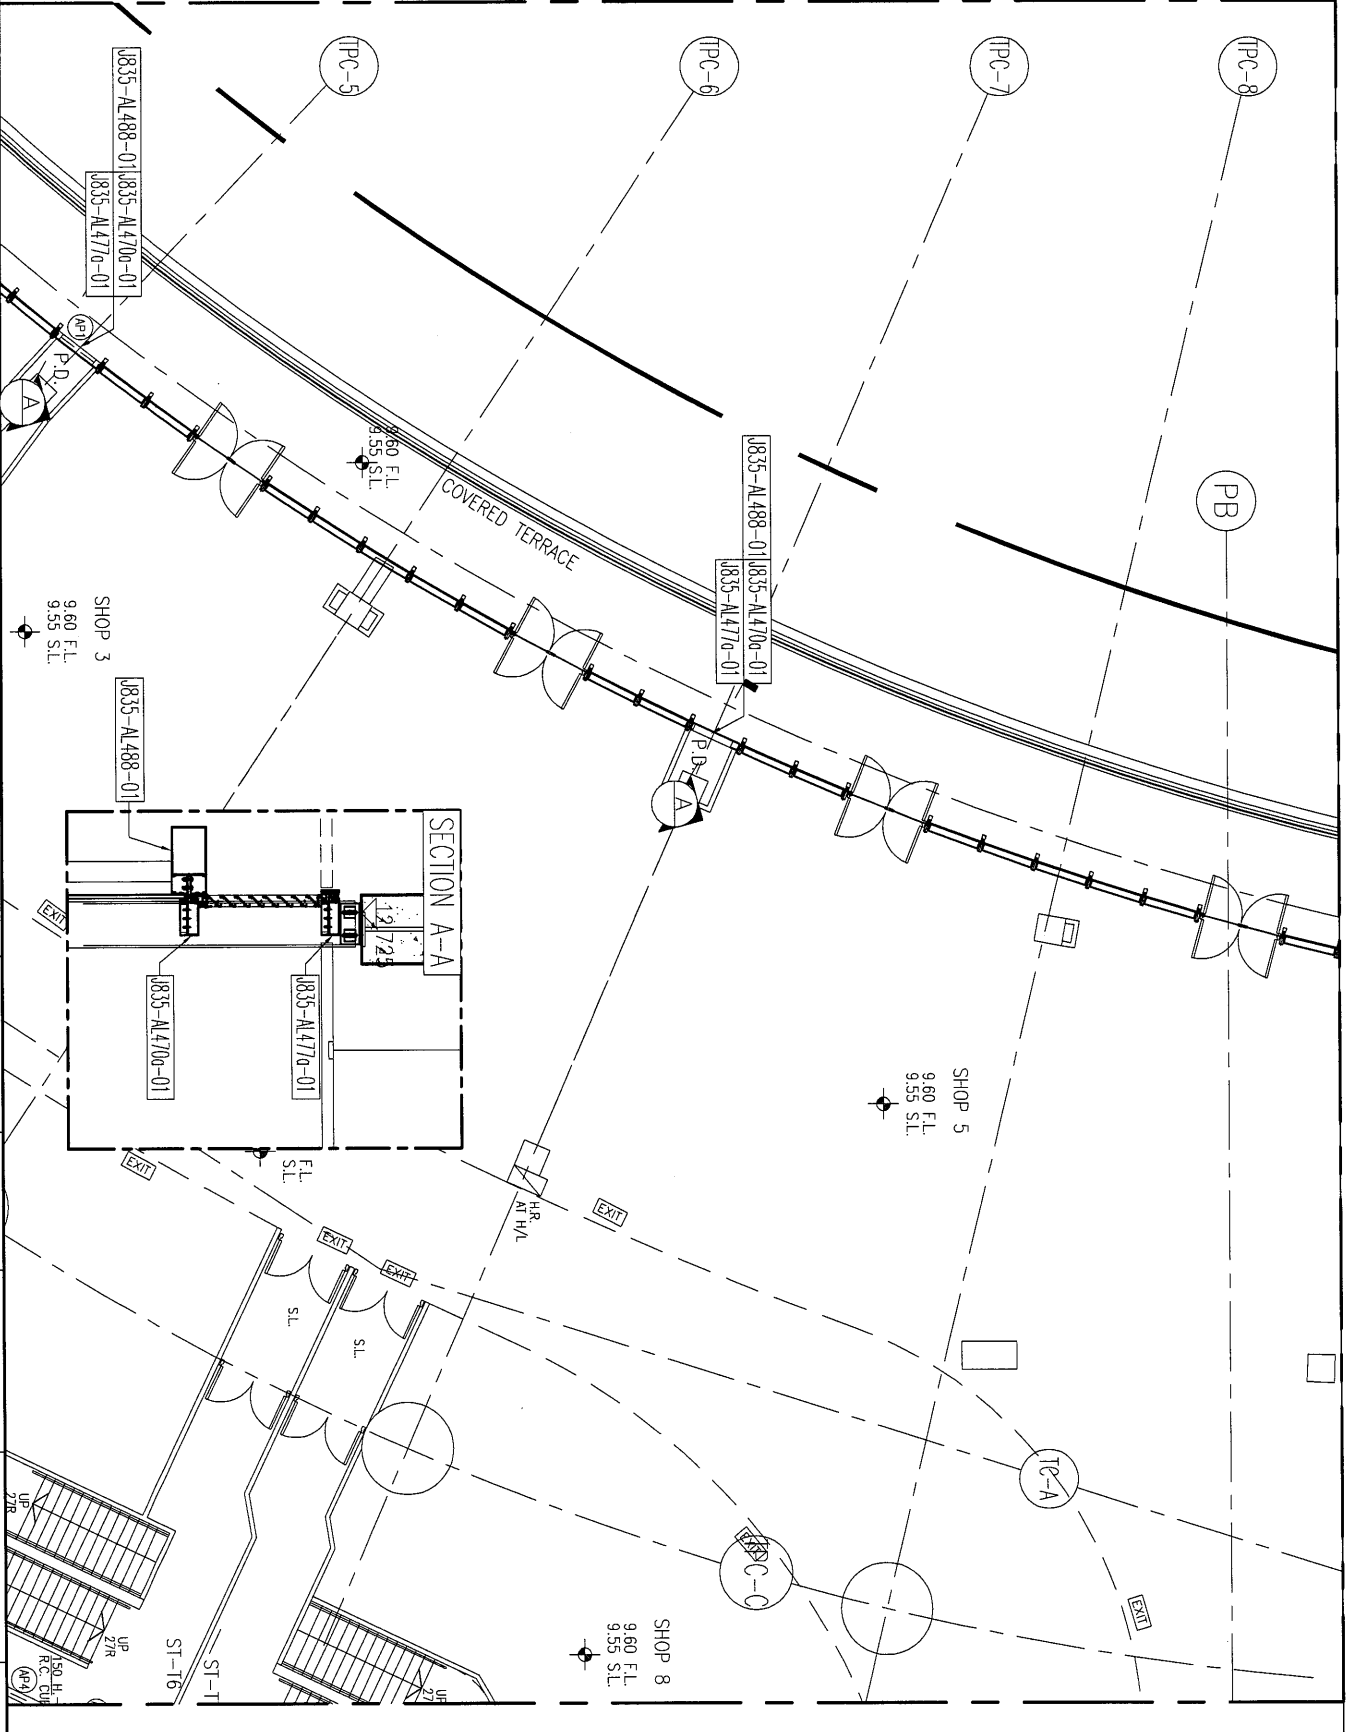 TPC-5
TPC-6
TPC-7
TPC-8
PB
J835-AL488-01
J835-AL470a-01
J835-AL477a-01
AP1
P.D.
A
9.60 F.L.
9.55 S.L.
COVERED TERRACE
J835-AL488-01
J835-AL470a-01
J835-AL477a-01
P.D.
A
SHOP 3
9.60 F.L.
9.55 S.L.
J835-AL488-01
SECTION A-A
J835-AL470a-01
J835-AL477a-01
EXIT
SHOP 5
9.60 F.L.
9.55 S.L.
F.L.
S.L.
EXIT
H.R.
AT H/L
EXIT
EXIT
EXIT
S.L.
S.L.
TC-A
EXIT
SHOP 8
9.60 F.L.
9.55 S.L.
UP
27R
UP
27R
ST-T6
ST-T
27
150 H.
AP4